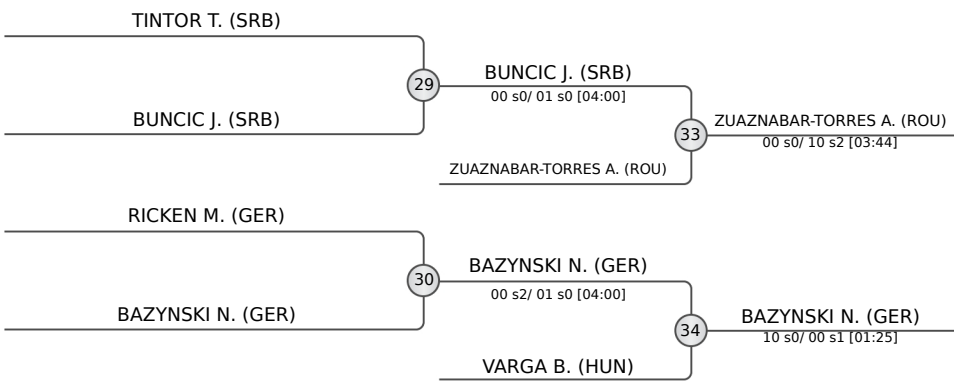 TINTOR T. (SRB)
29
BUNCIC J. (SRB)
00 s0/ 01 s0 [04:00]
BUNCIC J. (SRB)
33
ZUAZNABAR-TORRES A. (ROU)
00 s0/ 10 s2 [03:44]
ZUAZNABAR-TORRES A. (ROU)
RICKEN M. (GER)
30
BAZYNSKI N. (GER)
00 s2/ 01 s0 [04:00]
BAZYNSKI N. (GER)
34
BAZYNSKI N. (GER)
10 s0/ 00 s1 [01:25]
VARGA B. (HUN)